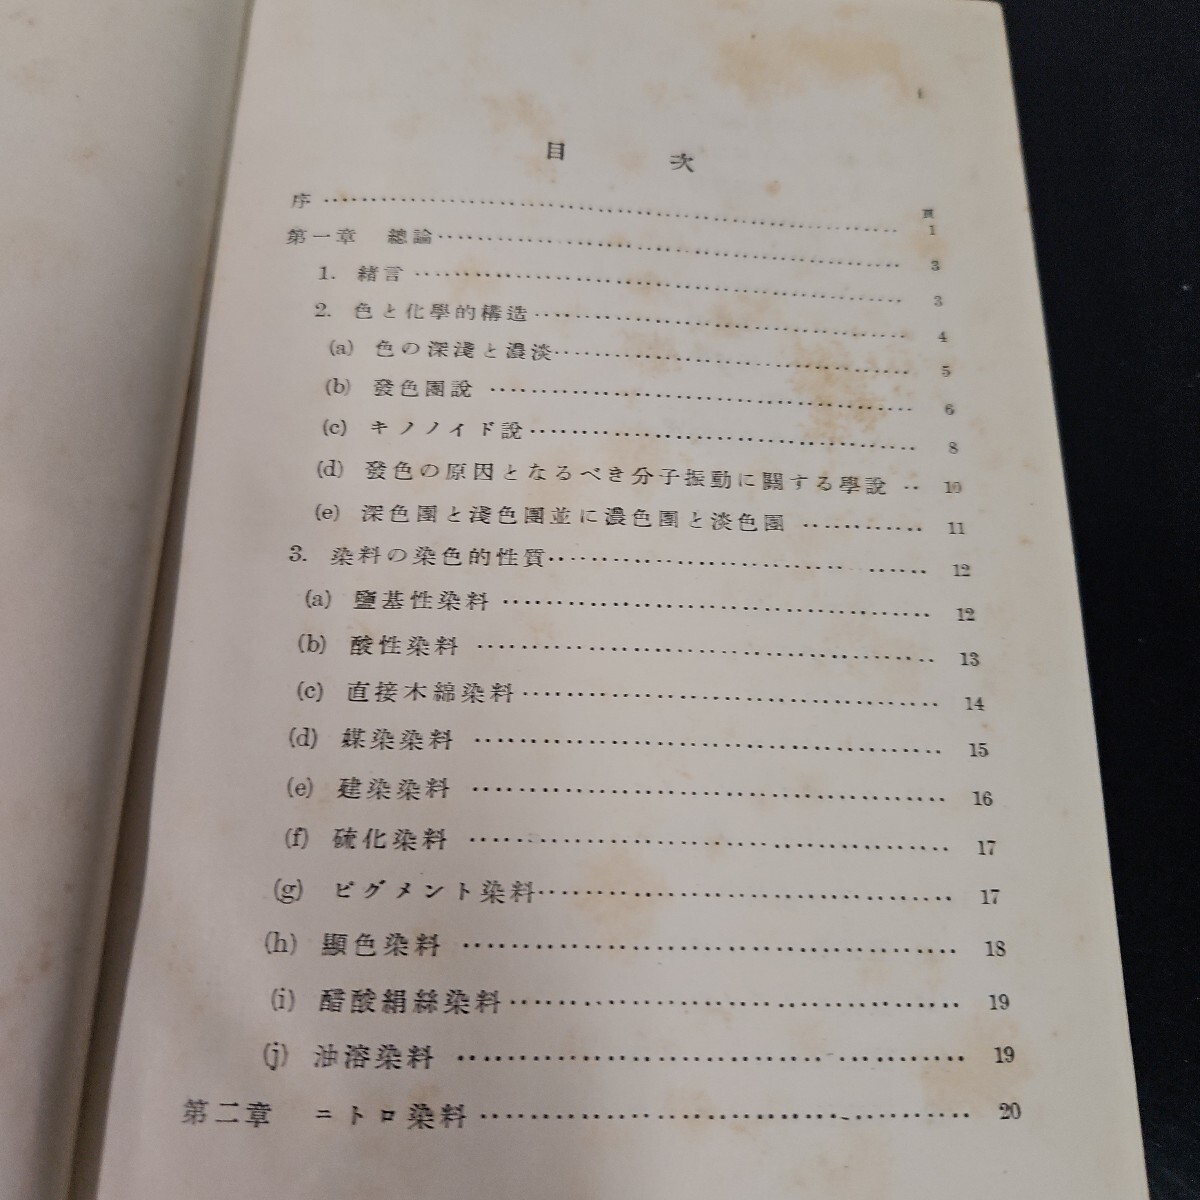 1
目次
頁
序 1
第一章 總論 3
1. 緒言 3
2. 色と化學的構造 4
(a) 色の深淺と濃淡 5
(b) 發色團說 6
(c) キノノイド說 8
(d) 發色の原因となるべき分子振動に關する學說 10
(e) 深色團と淺色團並に濃色團と淡色團 11
3. 染料の染色的性質 12
(a) 鹽基性染料 12
(b) 酸性染料 13
(c) 直接木綿染料 14
(d) 媒染染料 15
(e) 建染染料 16
(f) 硫化染料 17
(g) ピグメント染料 17
(h) 顯色染料 18
(i) 醋酸絹絲染料 19
(j) 油溶染料 19
第二章 ニトロ染料 20